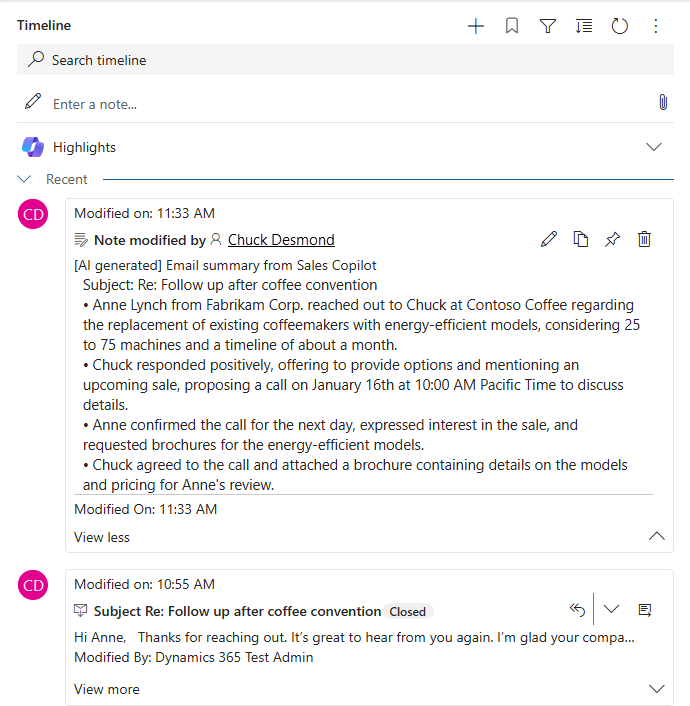 Timeline
Search timeline
Enter a note...
Highlights
Recent
CD
Modified on: 11:33 AM
Note modified by Chuck Desmond
[AI generated] Email summary from Sales Copilot
Subject: Re: Follow up after coffee convention
• Anne Lynch from Fabrikam Corp. reached out to Chuck at Contoso Coffee regarding
the replacement of existing coffeemakers with energy-efficient models, considering 25
to 75 machines and a timeline of about a month.
• Chuck responded positively, offering to provide options and mentioning an
upcoming sale, proposing a call on January 16th at 10:00 AM Pacific Time to discuss
details.
• Anne confirmed the call for the next day, expressed interest in the sale, and
requested brochures for the energy-efficient models.
• Chuck agreed to the call and attached a brochure containing details on the models
and pricing for Anne's review.
Modified On: 11:33 AM
View less
CD
Modified on: 10:55 AM
Subject Re: Follow up after coffee convention Closed
Hi Anne,   Thanks for reaching out. It's great to hear from you again. I'm glad your compa...
Modified By: Dynamics 365 Test Admin
View more